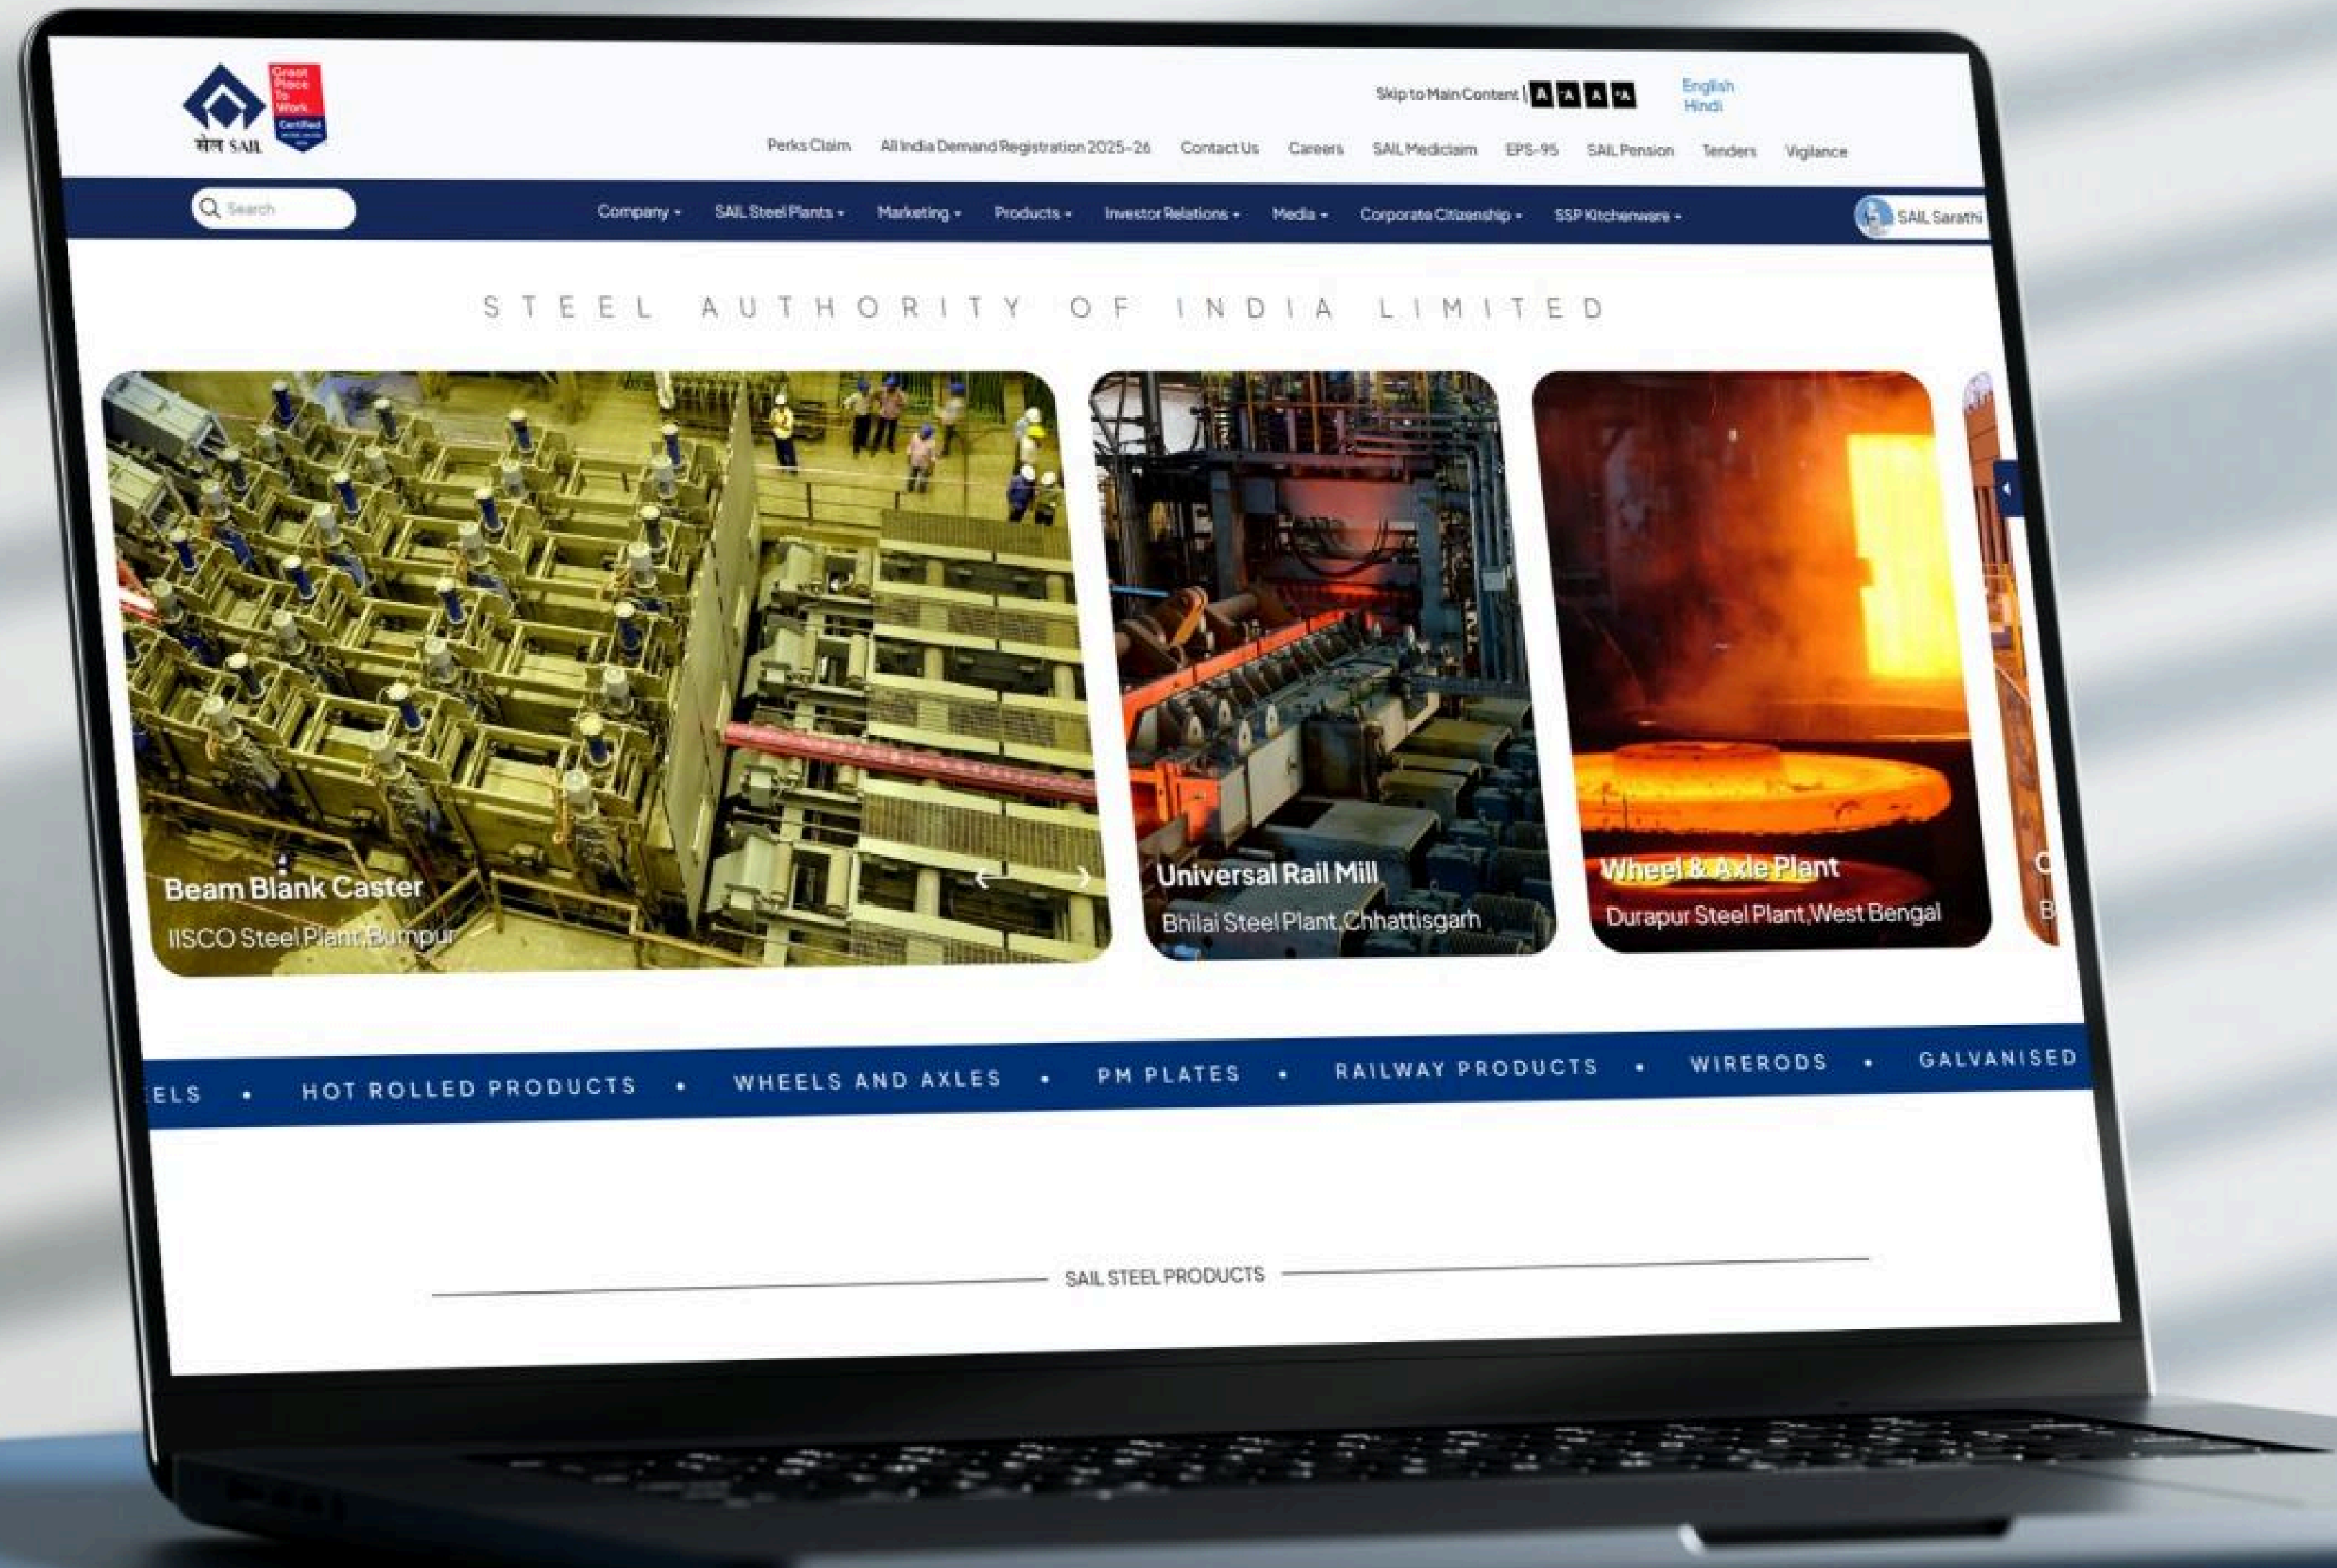 Great
Place
To
Work
Certified
सेल SAIL
Skip to Main Content | A -A A +A
English
Hindi
Perks Claim All India Demand Registration 2025-26 Contact Us Careers SAIL Mediclaim EPS-95 SAIL Pension Tenders Vigilance
Search
Company SAIL Steel Plants Marketing Products Investor Relations Media Corporate Citizenship SSP Kitchenware
SAIL Sarathi
STEEL AUTHORITY OF INDIA LIMITED
Beam Blank Caster
IISCO Steel Plant,Burnpur
Universal Rail Mill
Bhilai Steel Plant,Chhattisgarh
Wheel & Axle Plant
Durapur Steel Plant,West Bengal
C
B
ELS • HOT ROLLED PRODUCTS • WHEELS AND AXLES • PM PLATES • RAILWAY PRODUCTS • WIRERODS • GALVANISED
SAIL STEEL PRODUCTS